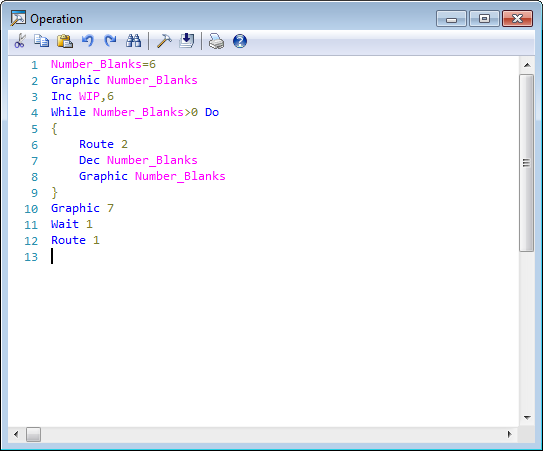 Operation
1 Number_Blanks=6
2 Graphic Number_Blanks
3 Inc WIP,6
4 While Number_Blanks>0 Do
5 {
6 Route 2
7 Dec Number_Blanks
8 Graphic Number_Blanks
9 }
10 Graphic 7
11 Wait 1
12 Route 1
13